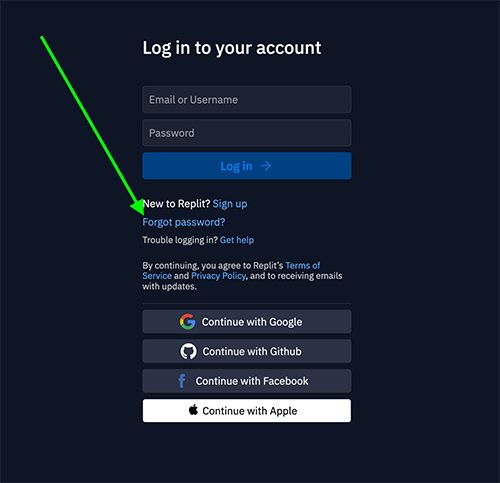 Log in to your account
Email or Username
Password
Log in →
New to Replit? Sign up
Forgot password?
Trouble logging in? Get help
By continuing, you agree to Replit's Terms of
Service and Privacy Policy, and to receiving emails
with updates.
Continue with Google
Continue with Github
Continue with Facebook
Continue with Apple